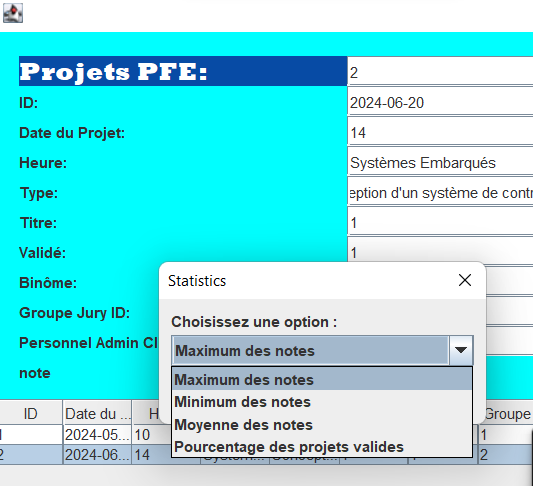 Projets PFE:
2
ID:
2024-06-20
Date du Projet:
14
Heure:
Systèmes Embarqués
Type:
eption d'un système de contr
Titre:
1
Validé:
1
Binôme:
Statistics
Groupe Jury ID:
Choisissez une option :
Personnel Admin CI
Maximum des notes
note
Maximum des notes
Minimum des notes
Moyenne des notes
Pourcentage des projets valides
ID Date du ... H Groupe
1 2024-05... 10 1
2 2024-06... 14 2